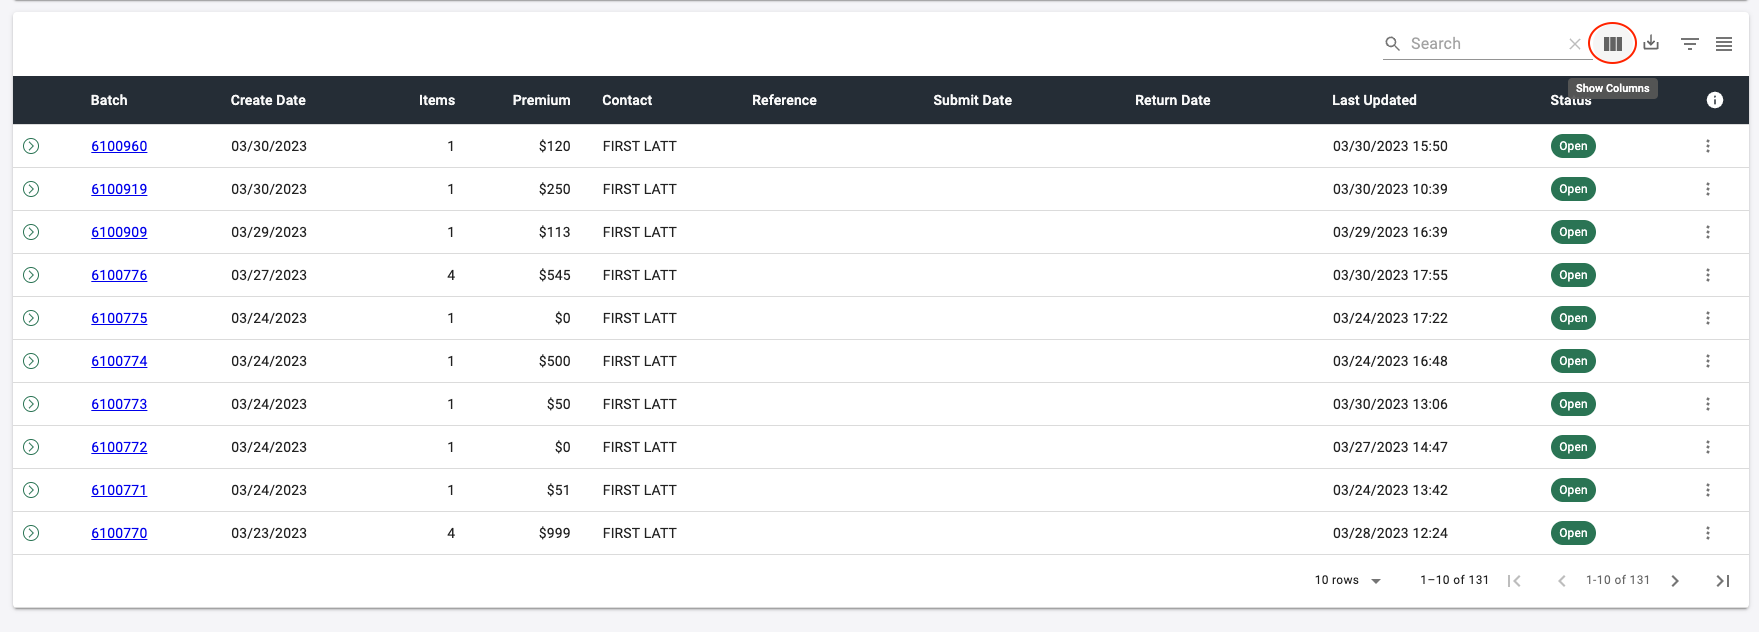 Search
Show Columns
Batch Create Date Items Premium Contact Reference Submit Date Return Date Last Updated Status
6100960 03/30/2023 1 $120 FIRST LATT 03/30/2023 15:50 Open
6100919 03/30/2023 1 $250 FIRST LATT 03/30/2023 10:39 Open
6100909 03/29/2023 1 $113 FIRST LATT 03/29/2023 16:39 Open
6100776 03/27/2023 4 $545 FIRST LATT 03/30/2023 17:55 Open
6100775 03/24/2023 1 $0 FIRST LATT 03/24/2023 17:22 Open
6100774 03/24/2023 1 $500 FIRST LATT 03/24/2023 16:48 Open
6100773 03/24/2023 1 $50 FIRST LATT 03/30/2023 13:06 Open
6100772 03/24/2023 1 $0 FIRST LATT 03/27/2023 14:47 Open
6100771 03/24/2023 1 $51 FIRST LATT 03/24/2023 13:42 Open
6100770 03/23/2023 4 $999 FIRST LATT 03/28/2023 12:24 Open
10 rows 1–10 of 131 1-10 of 131